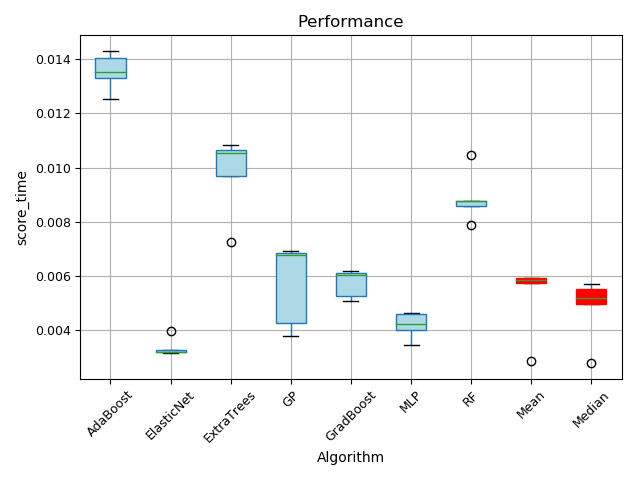 Performance
0.014
0.012
0.010
0.008
0.006
0.004
score_time
AdaBoost
ElasticNet
ExtraTrees
GP
GradBoost
MLP
RF
Mean
Median
Algorithm